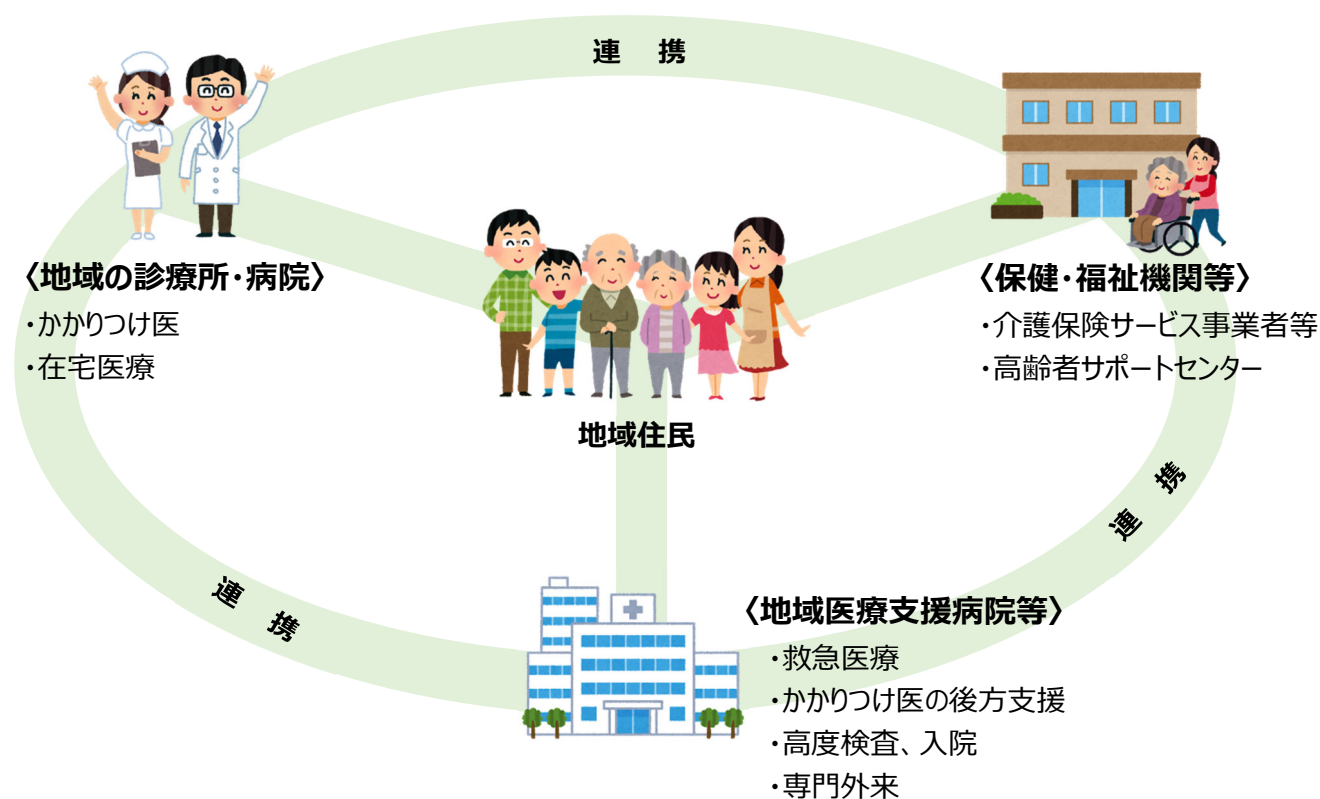 連 携
〈地域の診療所・病院〉
・かかりつけ医
・在宅医療
〈保健・福祉機関等〉
・介護保険サービス事業者等
・高齢者サポートセンター
地域住民
連 携
連 携
〈地域医療支援病院等〉
・救急医療
・かかりつけ医の後方支援
・高度検査、入院
・専門外来